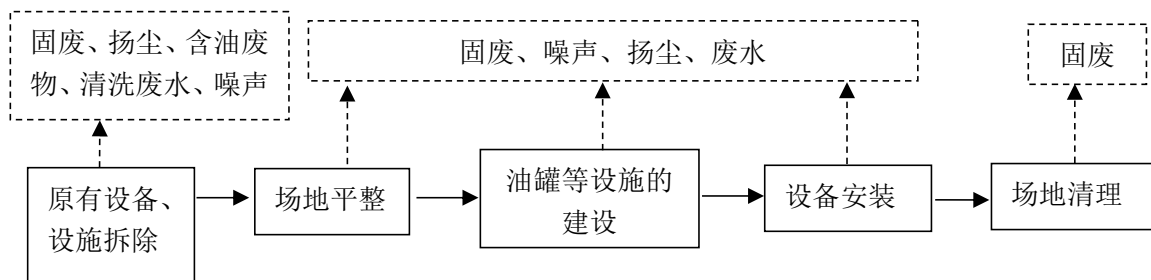 固废、扬尘、含油废
物、清洗废水、噪声
固废、噪声、扬尘、废水
固废
原有设备、
设施拆除
场地平整
油罐等设施的
建设
设备安装
场地清理